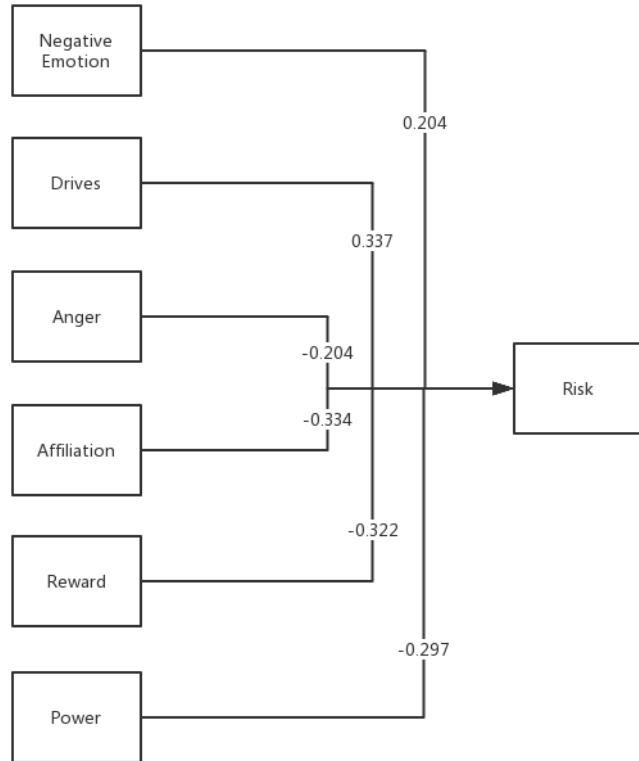 Negative
Emotion
0.204
Drives
0.337
Anger
-0.204
Risk
-0.334
Affiliation
-0.322
Reward
-0.297
Power